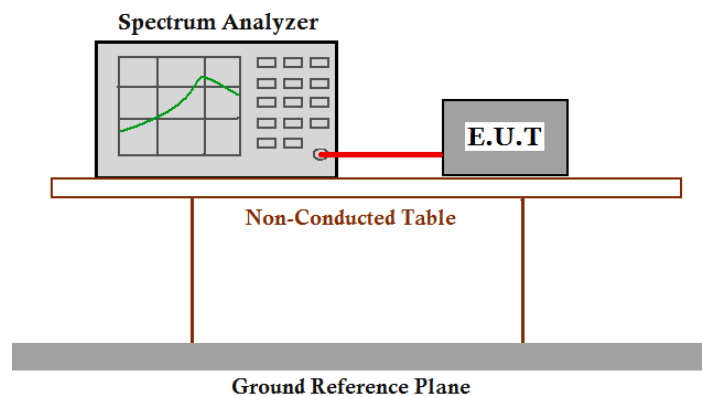 Spectrum Analyzer
E.U.T
Non-Conducted Table
Ground Reference Plane